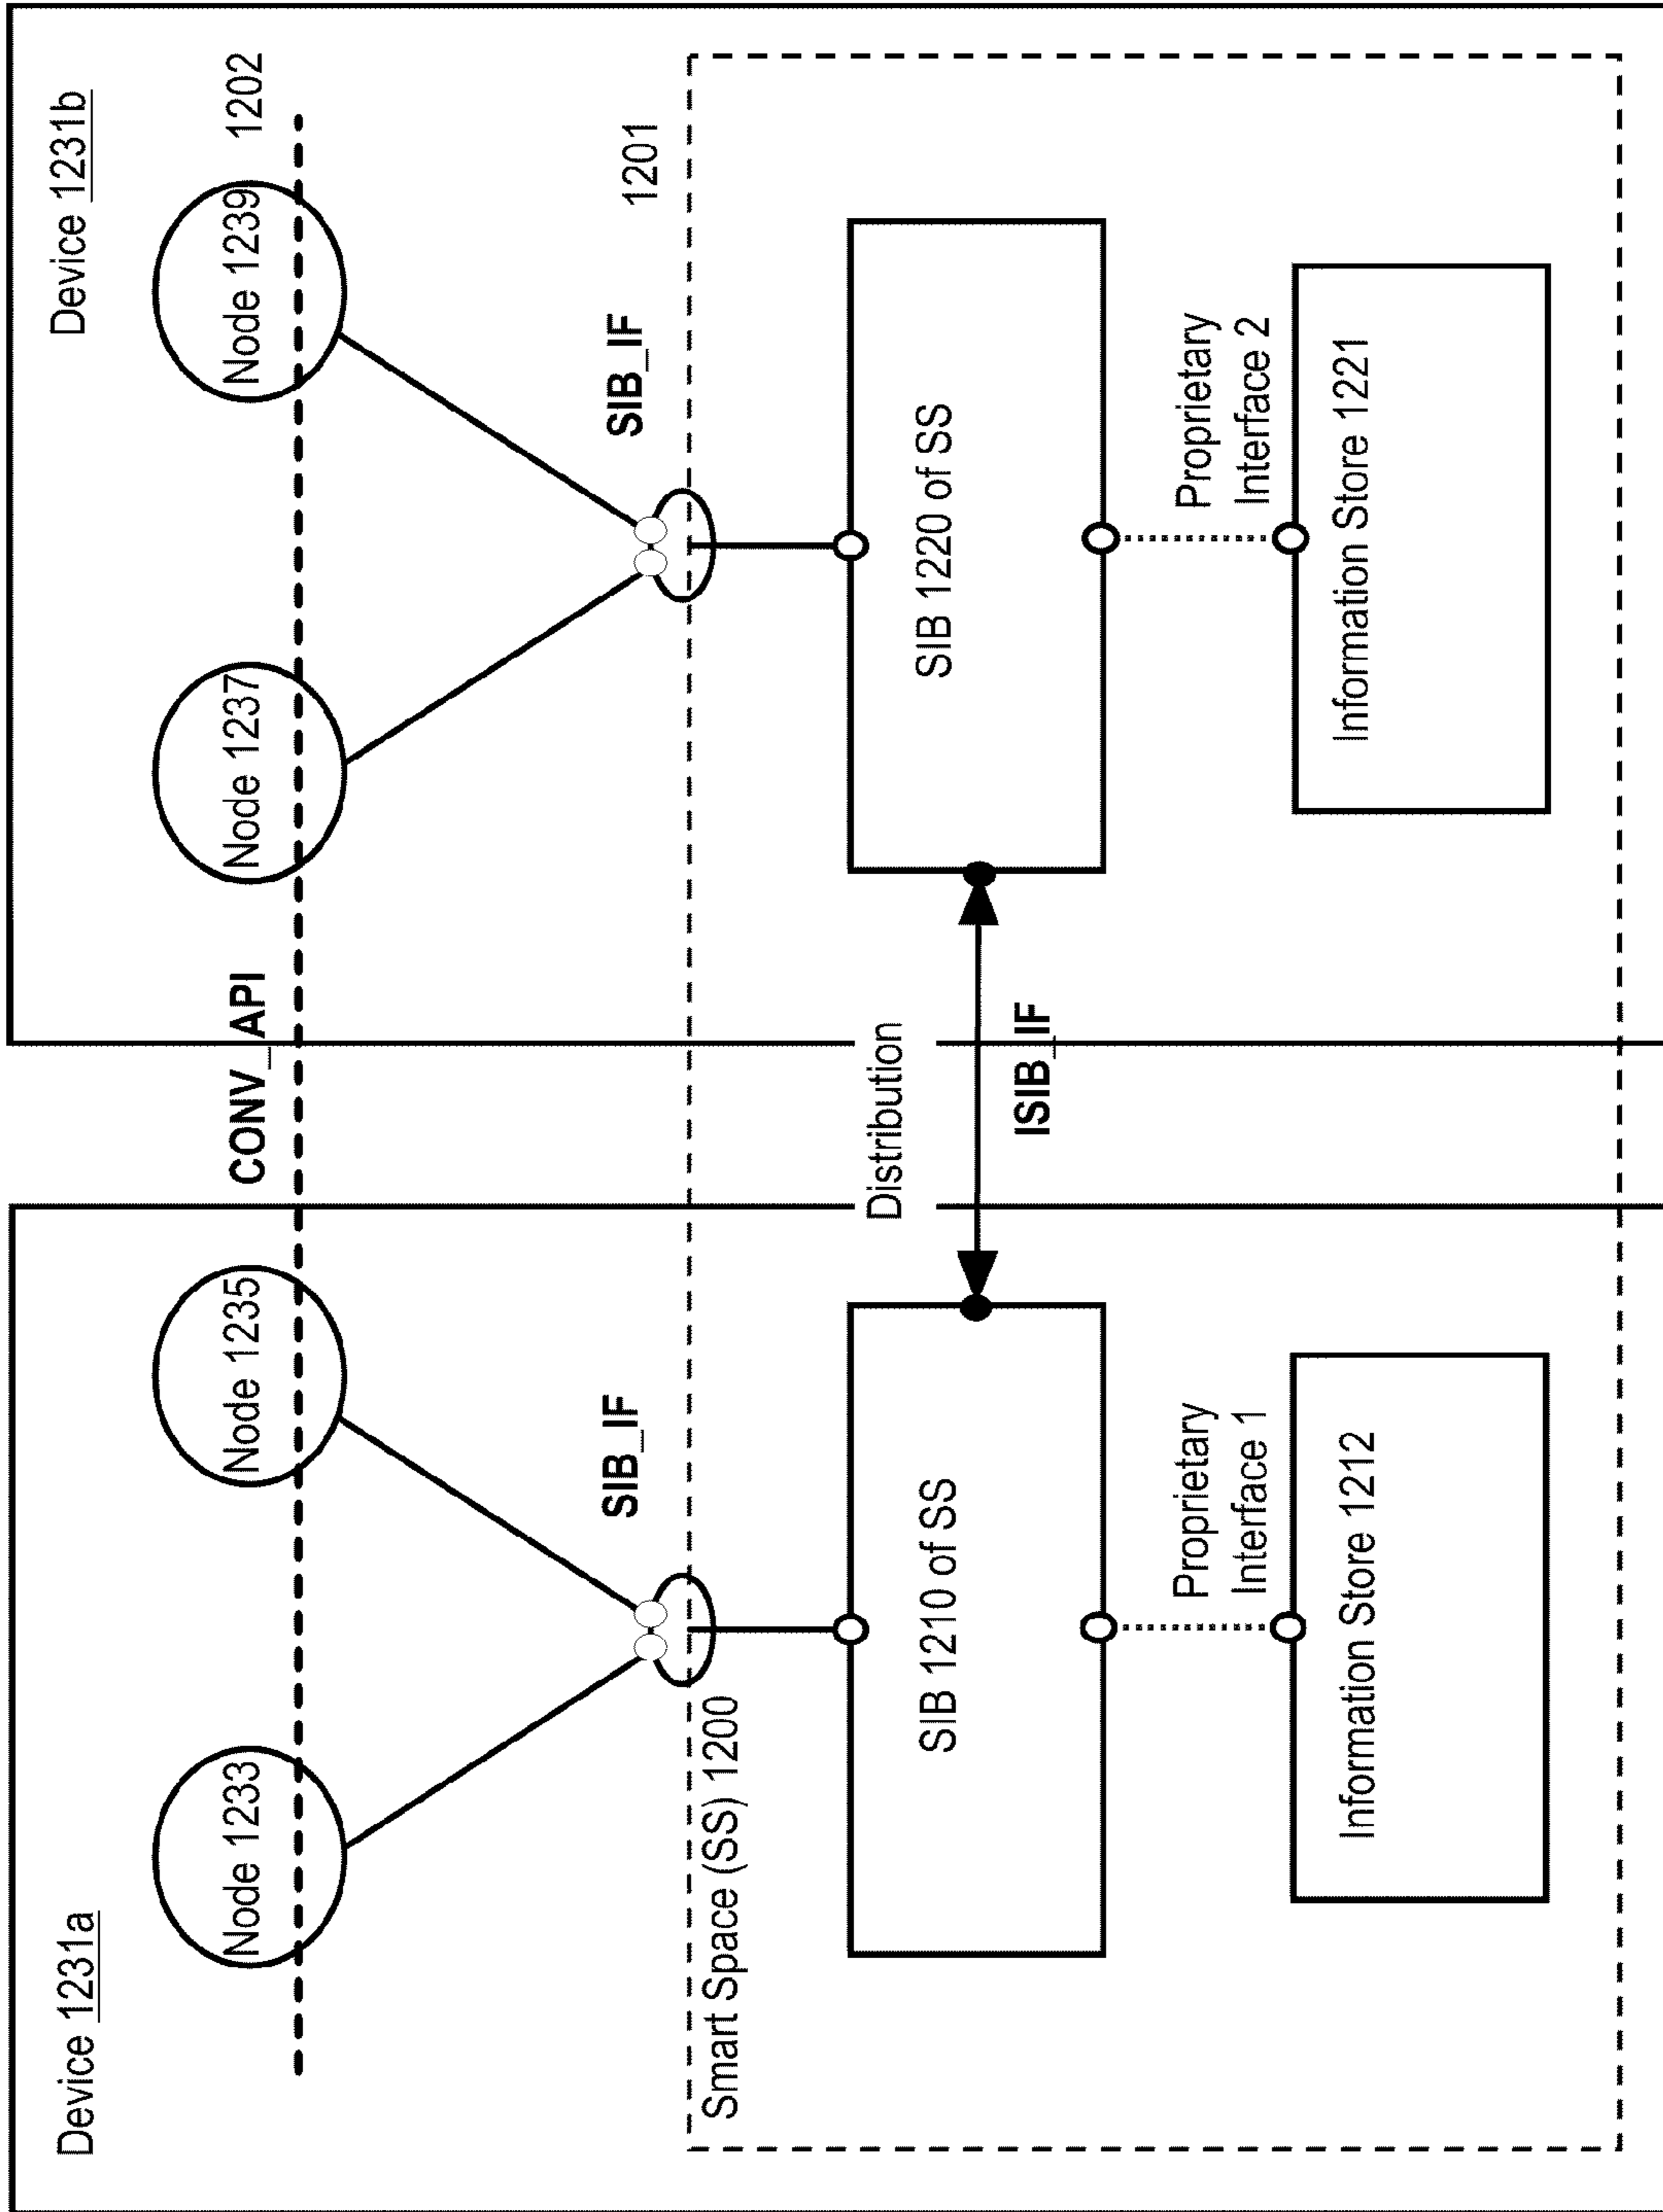 Device 1231a
Device 1231b
Node 1233
Node 1235
CONV_API
Node 1237
Node 1239
1202
SIB_IF
SIB_IF
1201
Smart Space (SS) 1200
Distribution
SIB 1210 of SS
SIB 1220 of SS
ISIB_IF
Proprietary
Interface 1
Proprietary
Interface 2
Information Store 1212
Information Store 1221